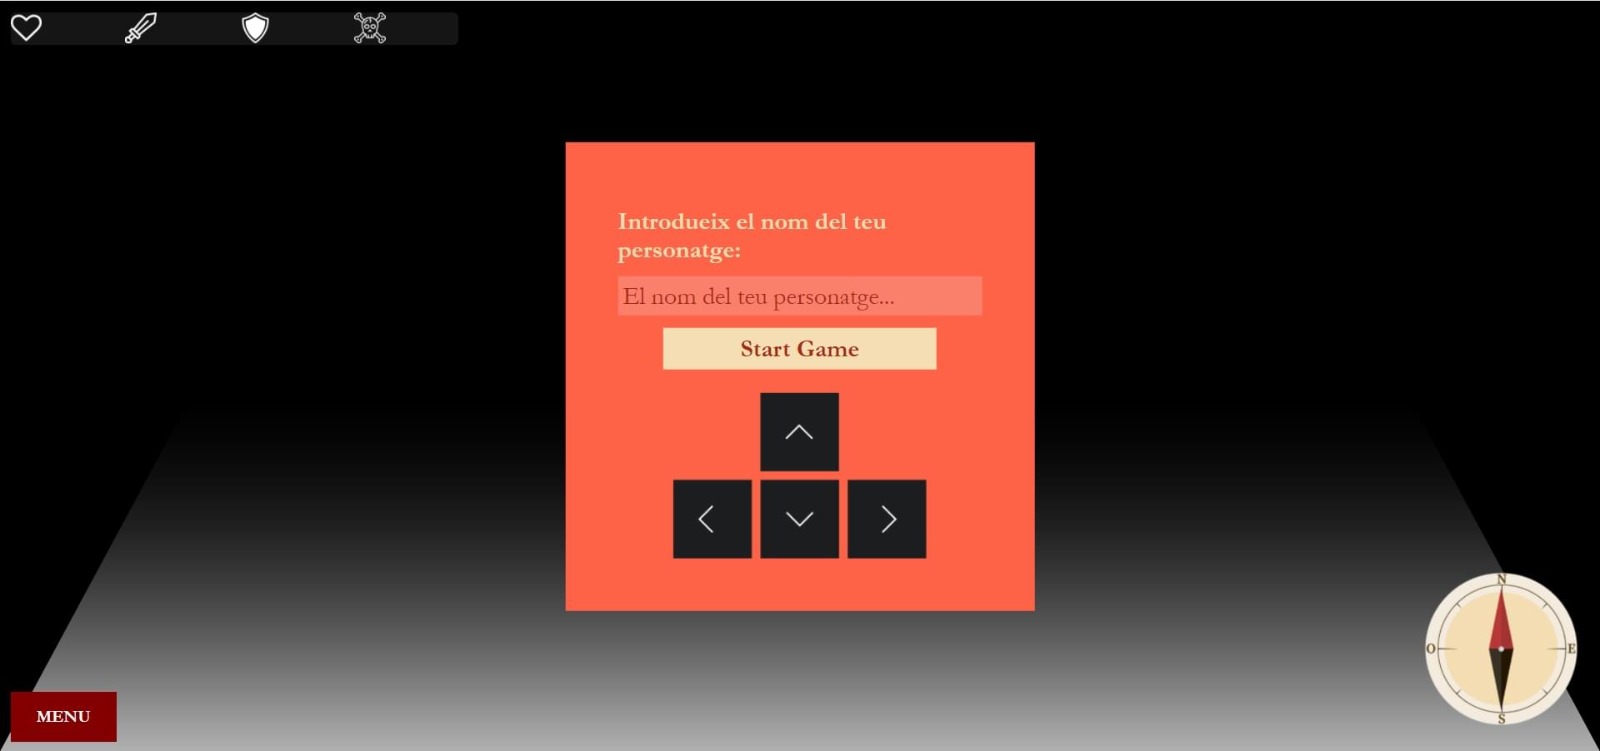 Introdueix el nom del teu
personatge:
El nom del teu personatge...
Start Game
N
O
E
S
MENU